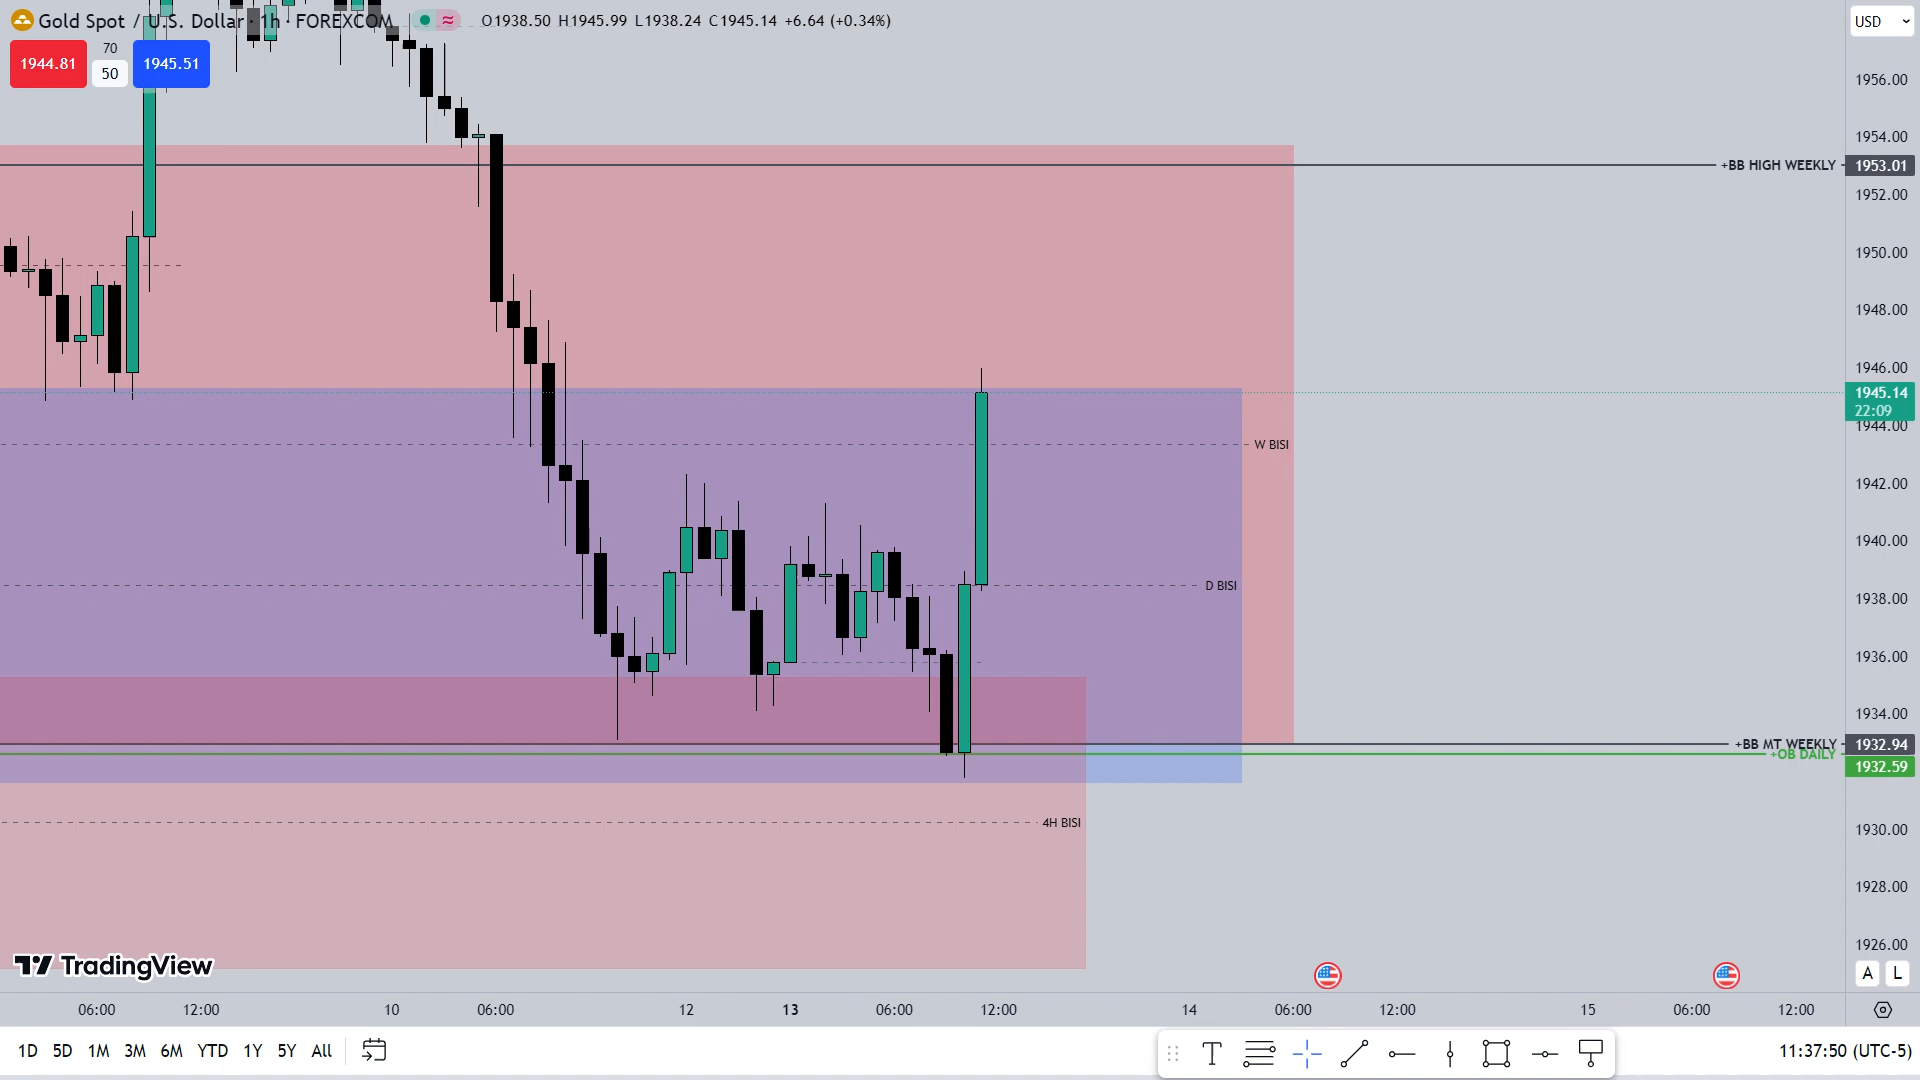 Gold Spot / U.S. Dollar · 1h · FOREXCOM O1938.50 H1945.99 L1938.24 C1945.14 +6.64 (+0.34%)
USD
1944.81
70
50
1945.51
1956.00
1954.00
+BB HIGH WEEKLY 1953.01
1952.00
1950.00
1948.00
1946.00
1945.14
22:09
1944.00
W BISI
1942.00
1940.00
D BISI
1938.00
1936.00
1934.00
+BB MT WEEKLY 1932.94
+OB DAILY 1932.59
4H BISI
1930.00
1928.00
1926.00
TradingView
A L
06:00 12:00 10 06:00 12 13 06:00 12:00 14 06:00 12:00 15 06:00 12:00
1D 5D 1M 3M 6M YTD 1Y 5Y All
T
11:37:50 (UTC-5)